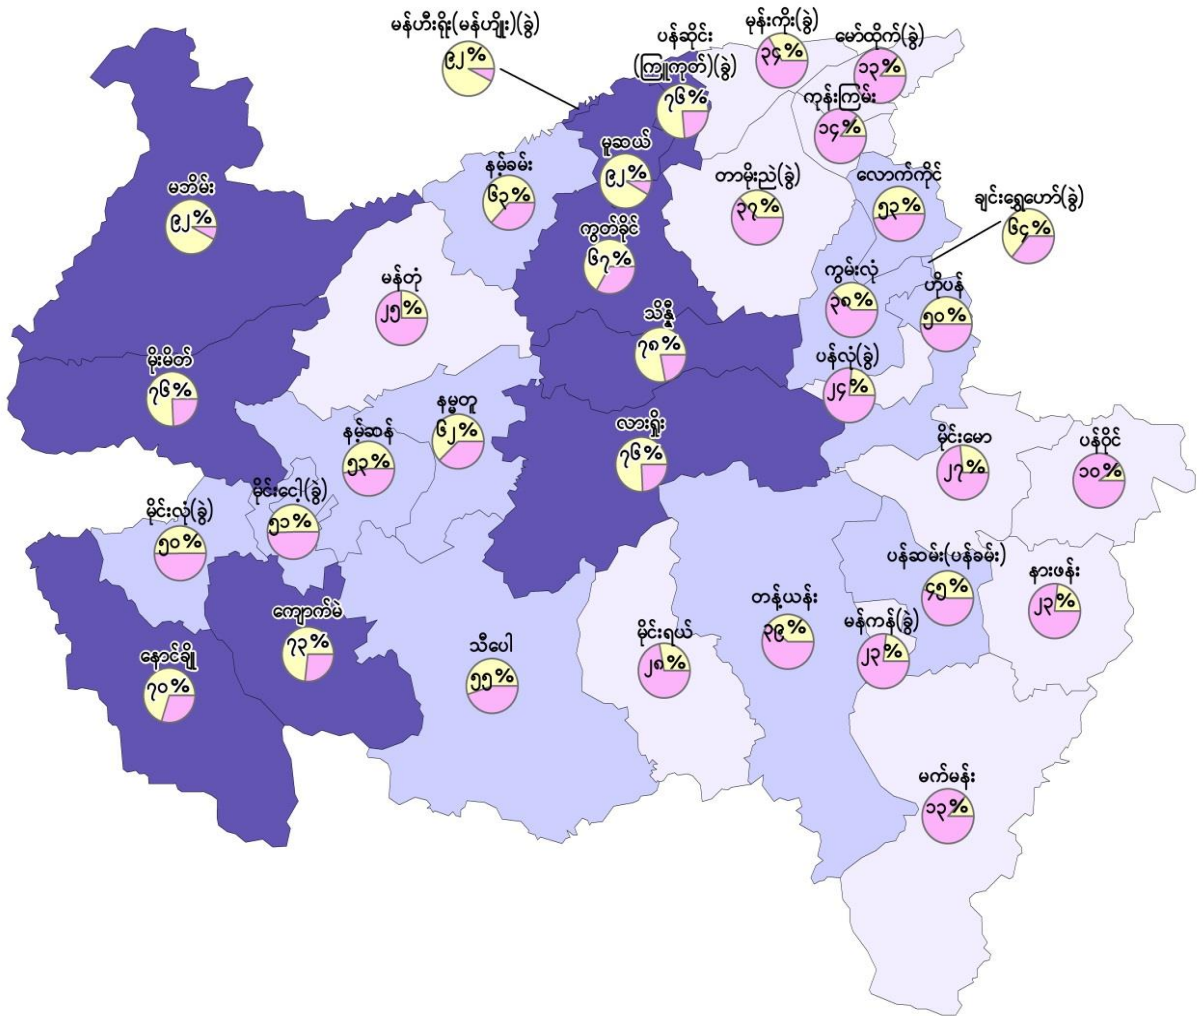 မန်ဟီးရိုး(မန်ဟျိုး)(ခွဲ)
၉၂%
ပန်ဆိုင်း
(ကြူကုတ်)(ခွဲ)
၇၆%
မုန်းကိုး(ခွဲ)
၃၄%
မော်ထိုက်(ခွဲ)
၁၃%
ကုန်းကြမ်း
၁၄%
မဘိမ်း
၉၂%
နမ့်ခမ်း
၆၃%
မူဆယ်
၉၂%
တာမိုးညဲ(ခွဲ)
၃၇%
လောက်ကိုင်
၅၃%
ချင်းရွှေဟော်(ခွဲ)
၆၄%
မန်တုံ
၂၅%
ကွတ်ခိုင်
၆၇%
ကွမ်းလုံ
၃၈%
ဟိုပန်
၅၀%
မိုးမိတ်
၇၆%
သိန္နီ
၇၈%
ပန်လုံ(ခွဲ)
၂၄%
နမ့်ဆန်
၅၃%
နမ္မတူ
၆၂%
လားရှိုး
၇၆%
မိုင်းမော
၂၇%
ပန်ဝိုင်
၁၀%
မိုင်းလုံ(ခွဲ)
၅၀%
မိုင်းငေါ့(ခွဲ)
၅၁%
ပန်ဆမ်း(ပန်ခမ်း)
၄၅%
နားဖန်း
၂၃%
နောင်ချို
၇၀%
ကျောက်မဲ
၇၃%
သီပေါ
၅၅%
မိုင်းရယ်
၂၈%
တန့်ယန်း
၃၉%
မန်ကန်(ခွဲ)
၂၃%
မက်မန်း
၁၃%